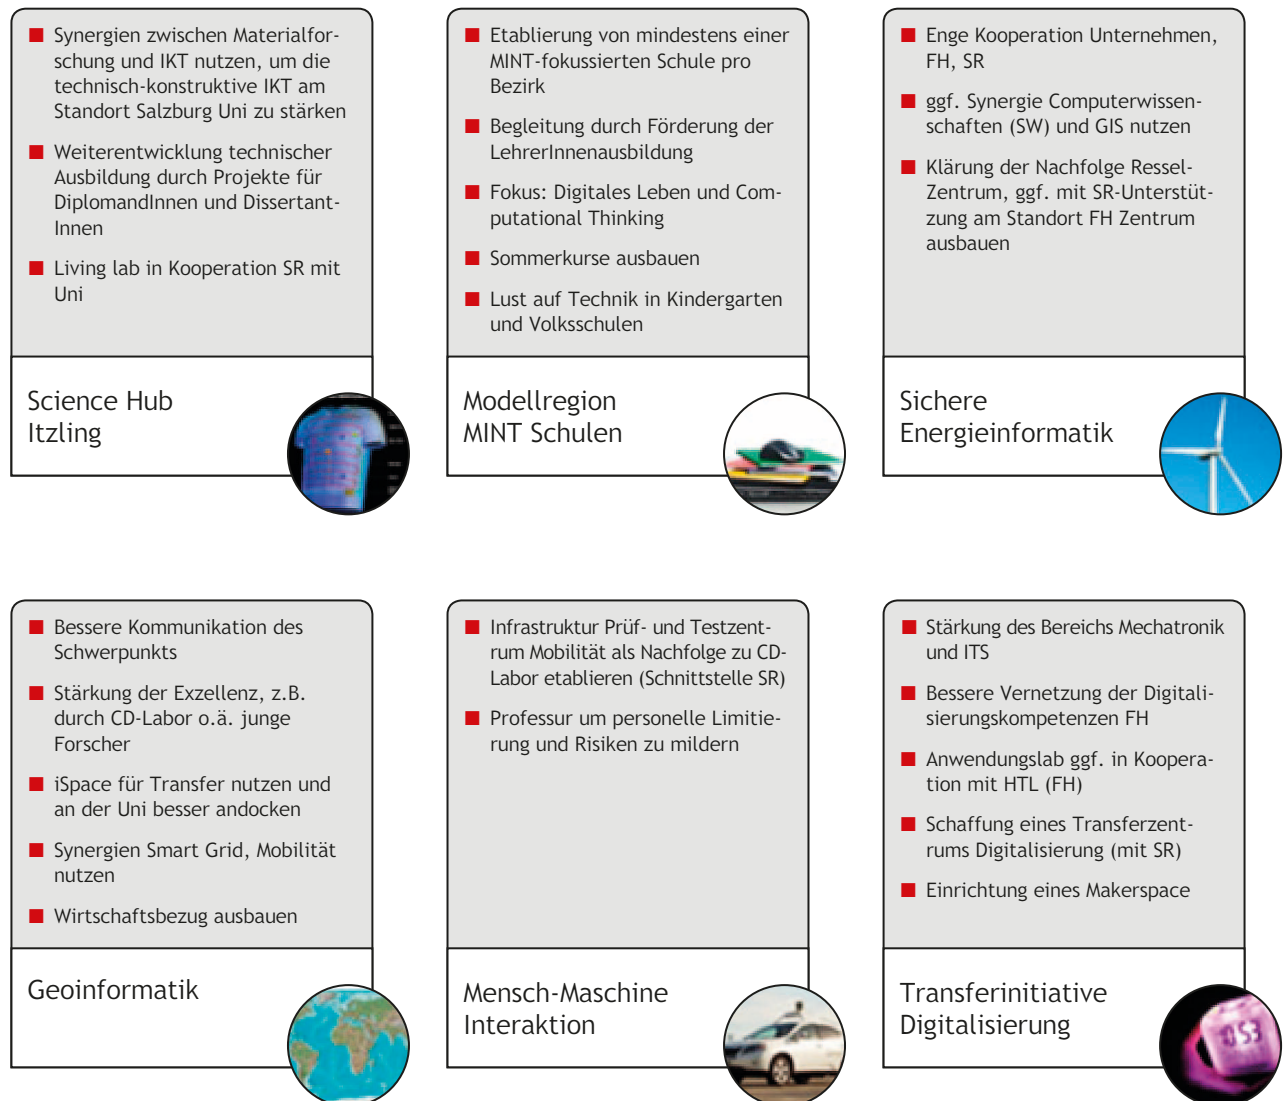 Synergien zwischen Materialfor-
schung und IKT nutzen, um die
technisch-konstruktive IKT am
Standort Salzburg Uni zu stärken
Weiterentwicklung technischer
Ausbildung durch Projekte für
DiplomandInnen und Dissertant-
Innen
Living lab in Kooperation SR mit
Uni
Science Hub
Itzling
Etablierung von mindestens einer
MINT-fokussierten Schule pro
Bezirk
Begleitung durch Förderung der
LehrerInnenausbildung
Fokus: Digitales Leben und Com-
putational Thinking
Sommerkurse ausbauen
Lust auf Technik in Kindergarten
und Volksschulen
Modellregion
MINT Schulen
Enge Kooperation Unternehmen,
FH, SR
ggf. Synergie Computerwissen-
schaften (SW) und GIS nutzen
Klärung der Nachfolge Ressel-
Zentrum, ggf. mit SR-Unterstüt-
zung am Standort FH Zentrum
ausbauen
Sichere
Energieinformatik
Bessere Kommunikation des
Schwerpunkts
Stärkung der Exzellenz, z.B.
durch CD-Labor o.ä. junge
Forscher
iSpace für Transfer nutzen und
an der Uni besser andocken
Synergien Smart Grid, Mobilität
nutzen
Wirtschaftsbezug ausbauen
Geoinformatik
Infrastruktur Prüf- und Testzent-
rum Mobilität als Nachfolge zu CD-
Labor etablieren (Schnittstelle SR)
Professur um personelle Limitie-
rung und Risiken zu mildern
Mensch-Maschine
Interaktion
Stärkung des Bereichs Mechatronik
und ITS
Bessere Vernetzung der Digitali-
sierungskompetenzen FH
Anwendungslab ggf. in Koopera-
tion mit HTL (FH)
Schaffung eines Transferzent-
rums Digitalisierung (mit SR)
Einrichtung eines Makerspace
Transferinitiative
Digitalisierung